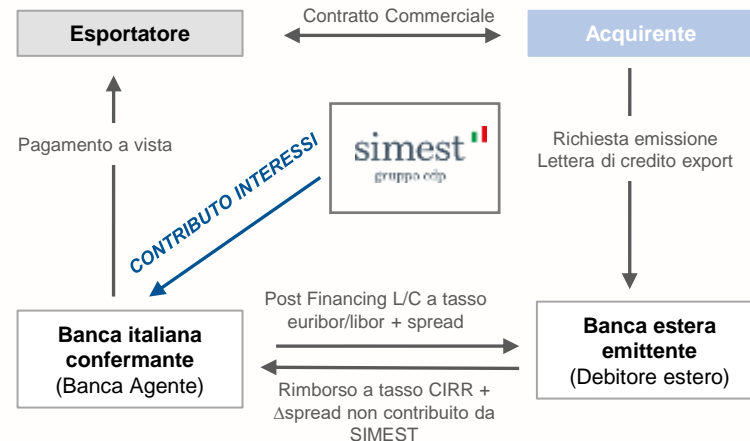 Esportatore
Contratto Commerciale
Acquirente
Pagamento a vista
CONTRIBUTO INTERESSI
simest
gruppo cdp
Richiesta emissione
Lettera di credito export
Banca italiana
confermante
(Banca Agente)
Post Financing L/C a tasso
euribor/libor + spread
Rimborso a tasso CIRR +
∆spread non contribuito da
SIMEST
Banca estera
emittente
(Debitore estero)